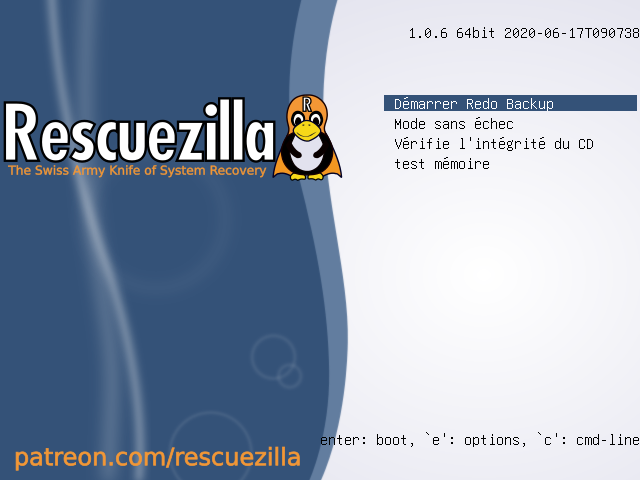 1.0.6 64bit 2020-06-17T090738
Rescuezilla
The Swiss Army Knife of System Recovery
R
Démarrer Redo Backup
Mode sans échec
Vérifie l'intégrité du CD
test mémoire
enter: boot, `e': options, `c': cmd-line
patreon.com/rescuezilla